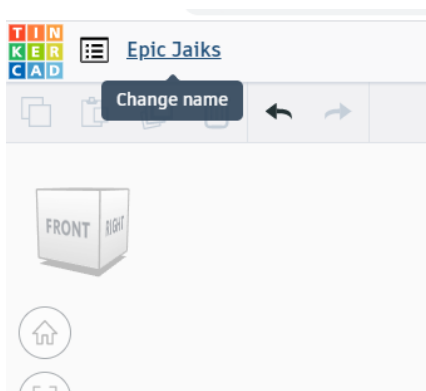 TIN
KER
CAD
Epic Jaiks
Change name
FRONT
RIGHT